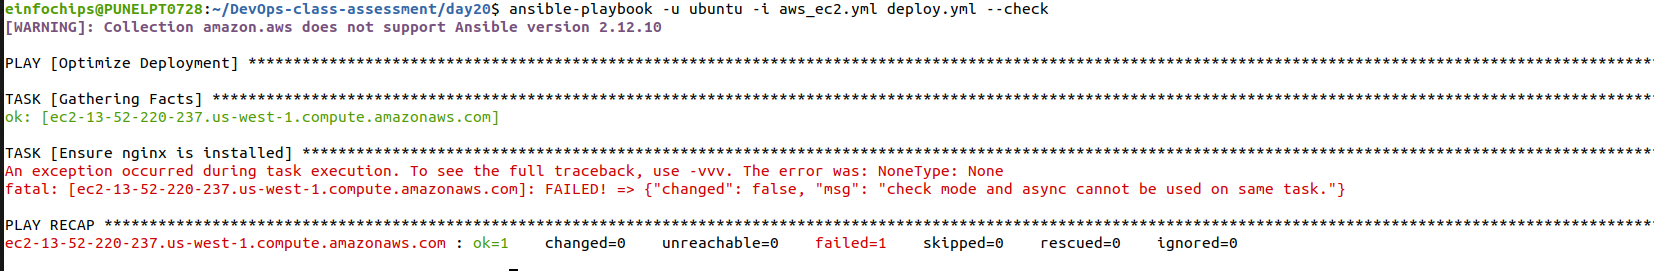 einfochips@PUNELPT0728:~/DevOps-class-assessment/day20$ ansible-playbook -u ubuntu -i aws_ec2.yml deploy.yml --check
[WARNING]: Collection amazon.aws does not support Ansible version 2.12.10
PLAY [Optimize Deployment] ************************************************************************************************************************************************************
TASK [Gathering Facts] ****************************************************************************************************************************************************************
ok: [ec2-13-52-220-237.us-west-1.compute.amazonaws.com]
TASK [Ensure nginx is installed] ******************************************************************************************************************************************************
An exception occurred during task execution. To see the full traceback, use -vvv. The error was: NoneType: None
fatal: [ec2-13-52-220-237.us-west-1.compute.amazonaws.com]: FAILED! => {"changed": false, "msg": "check mode and async cannot be used on same task."}
PLAY RECAP ****************************************************************************************************************************************************************************
ec2-13-52-220-237.us-west-1.compute.amazonaws.com : ok=1    changed=0    unreachable=0    failed=1    skipped=0    rescued=0    ignored=0